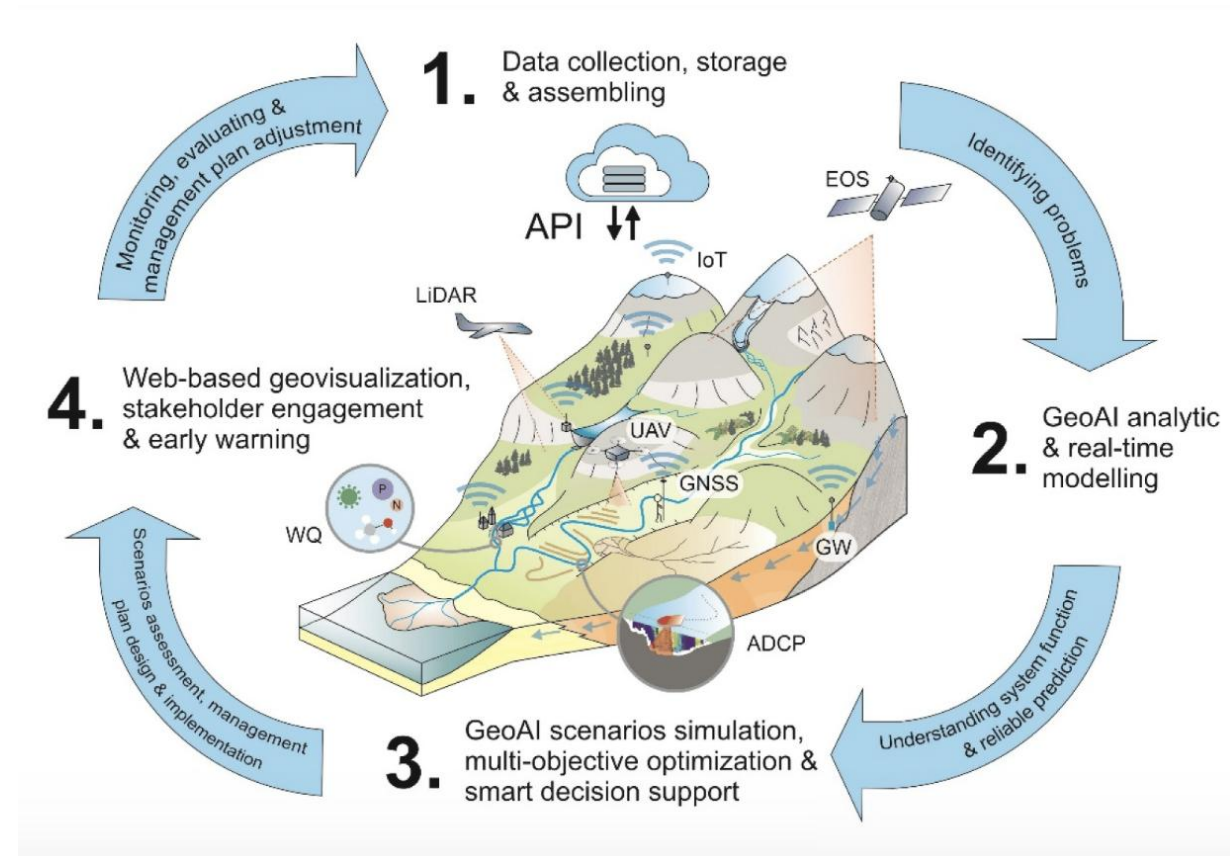 1.
Data collection, storage
& assembling
Identifying problems
2.
GeoAI analytic
& real-time
modelling
Understanding system function
& reliable prediction
3.
GeoAI scenarios simulation,
multi-objective optimization &
smart decision support
Scenarios assessment, management
plan design & implementation
4.
Web-based geovisualization,
stakeholder engagement
& early warning
Monitoring, evaluating &
management plan adjustment
API
EOS
IoT
LiDAR
UAV
GNSS
P
N
WQ
GW
ADCP